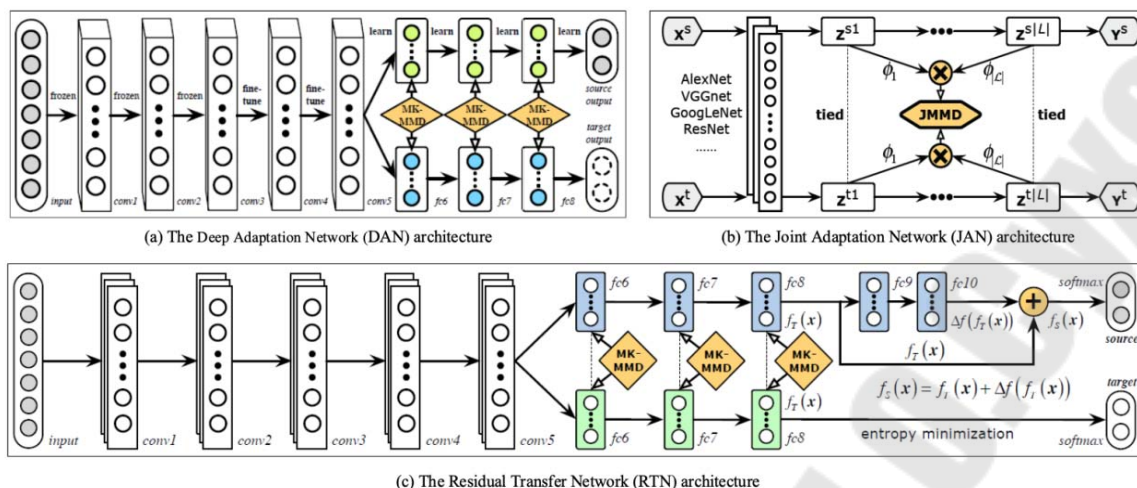 learn
learn
learn
learn
frozen
frozen
frozen
fine-
tune
fine-
tune
MK-
MMD
MK-
MMD
MK-
MMD
source
output
target
output
input
conv1
conv2
conv3
conv4
conv5
fc6
fc7
fc8
(a) The Deep Adaptation Network (DAN) architecture
X^s
Z^s1
Z^s|L|
Y^s
AlexNet
VGGnet
GoogLeNet
ResNet
......
ϕ_1
ϕ_|L|
tied
JMMD
tied
ϕ_1
ϕ_|L|
X^t
Z^t1
Z^t|L|
Y^t
(b) The Joint Adaptation Network (JAN) architecture
fc6
fc7
fc8
fc9
fc10
softmax
f_T(x)
Δf(f_T(x))
f_S(x)
source
f_T(x)
MK-
MMD
MK-
MMD
MK-
MMD
f_S(x) = f_T(x) + Δf(f_T(x))
target
f_T(x)
input
conv1
conv2
conv3
conv4
conv5
fc6
fc7
fc8
entropy minimization
softmax
(c) The Residual Transfer Network (RTN) architecture